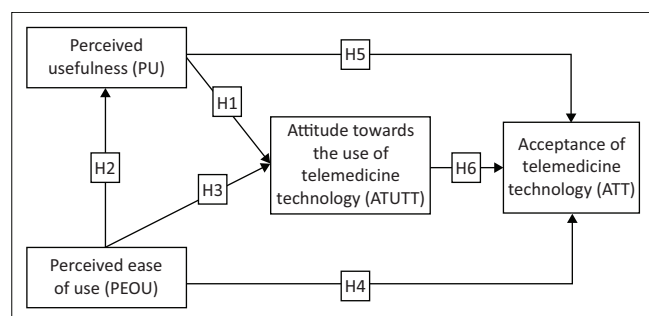 Perceived
usefulness (PU)
H5
H1
Attitude towards
the use of
telemedicine
technology (ATUTT)
Acceptance of
telemedicine
technology (ATT)
H2
H3
H6
Perceived ease
of use (PEOU)
H4